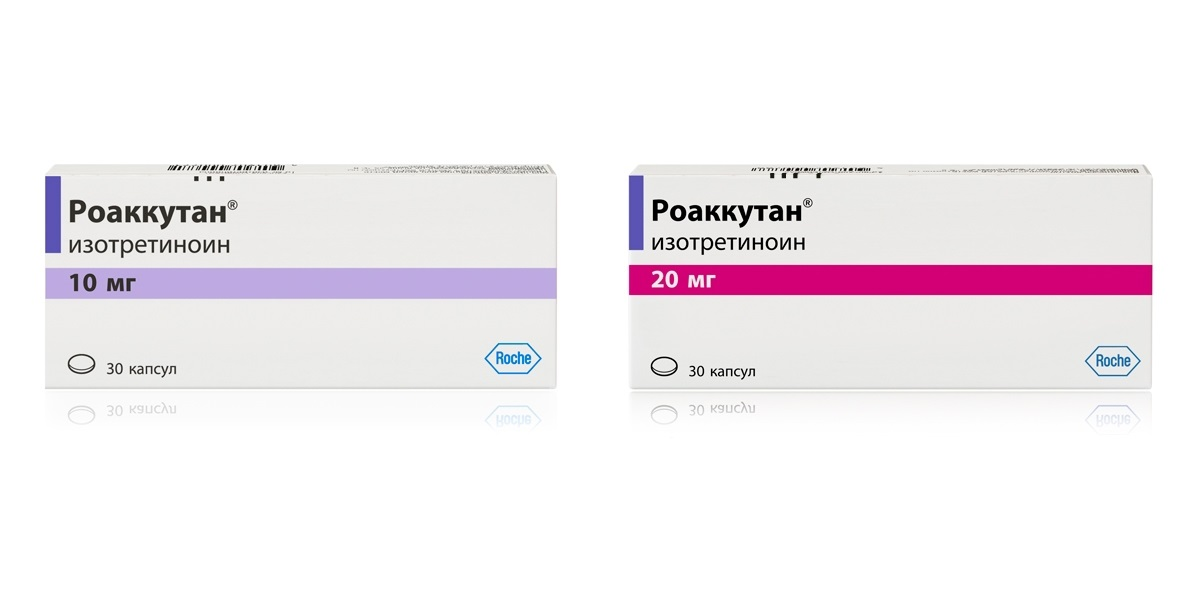 Роаккутан®
изотретиноин
10 мг
30 капсул
Roche
Роаккутан®
изотретиноин
20 мг
30 капсул
Roche